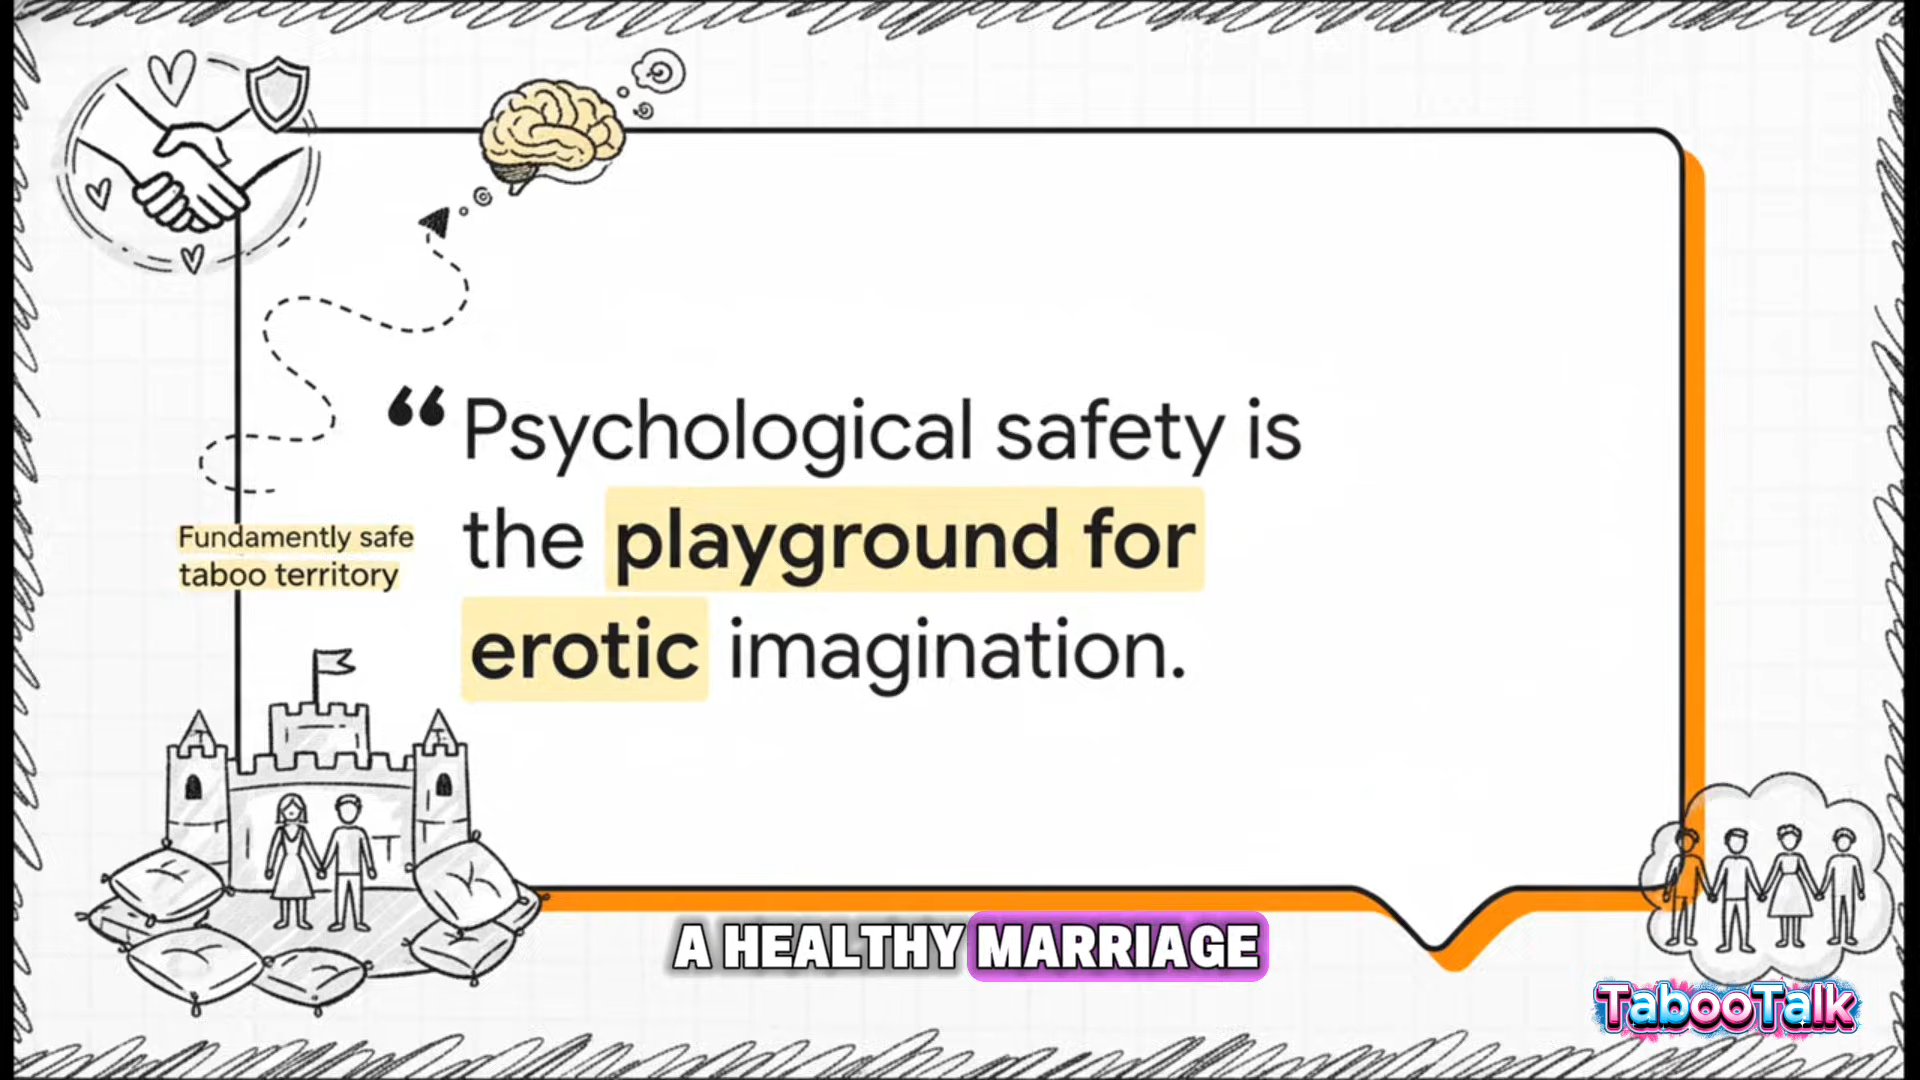 “Psychological safety is
the playground for
erotic imagination.
Fundamently safe
taboo territory
A HEALTHY MARRIAGE
TabooTalk